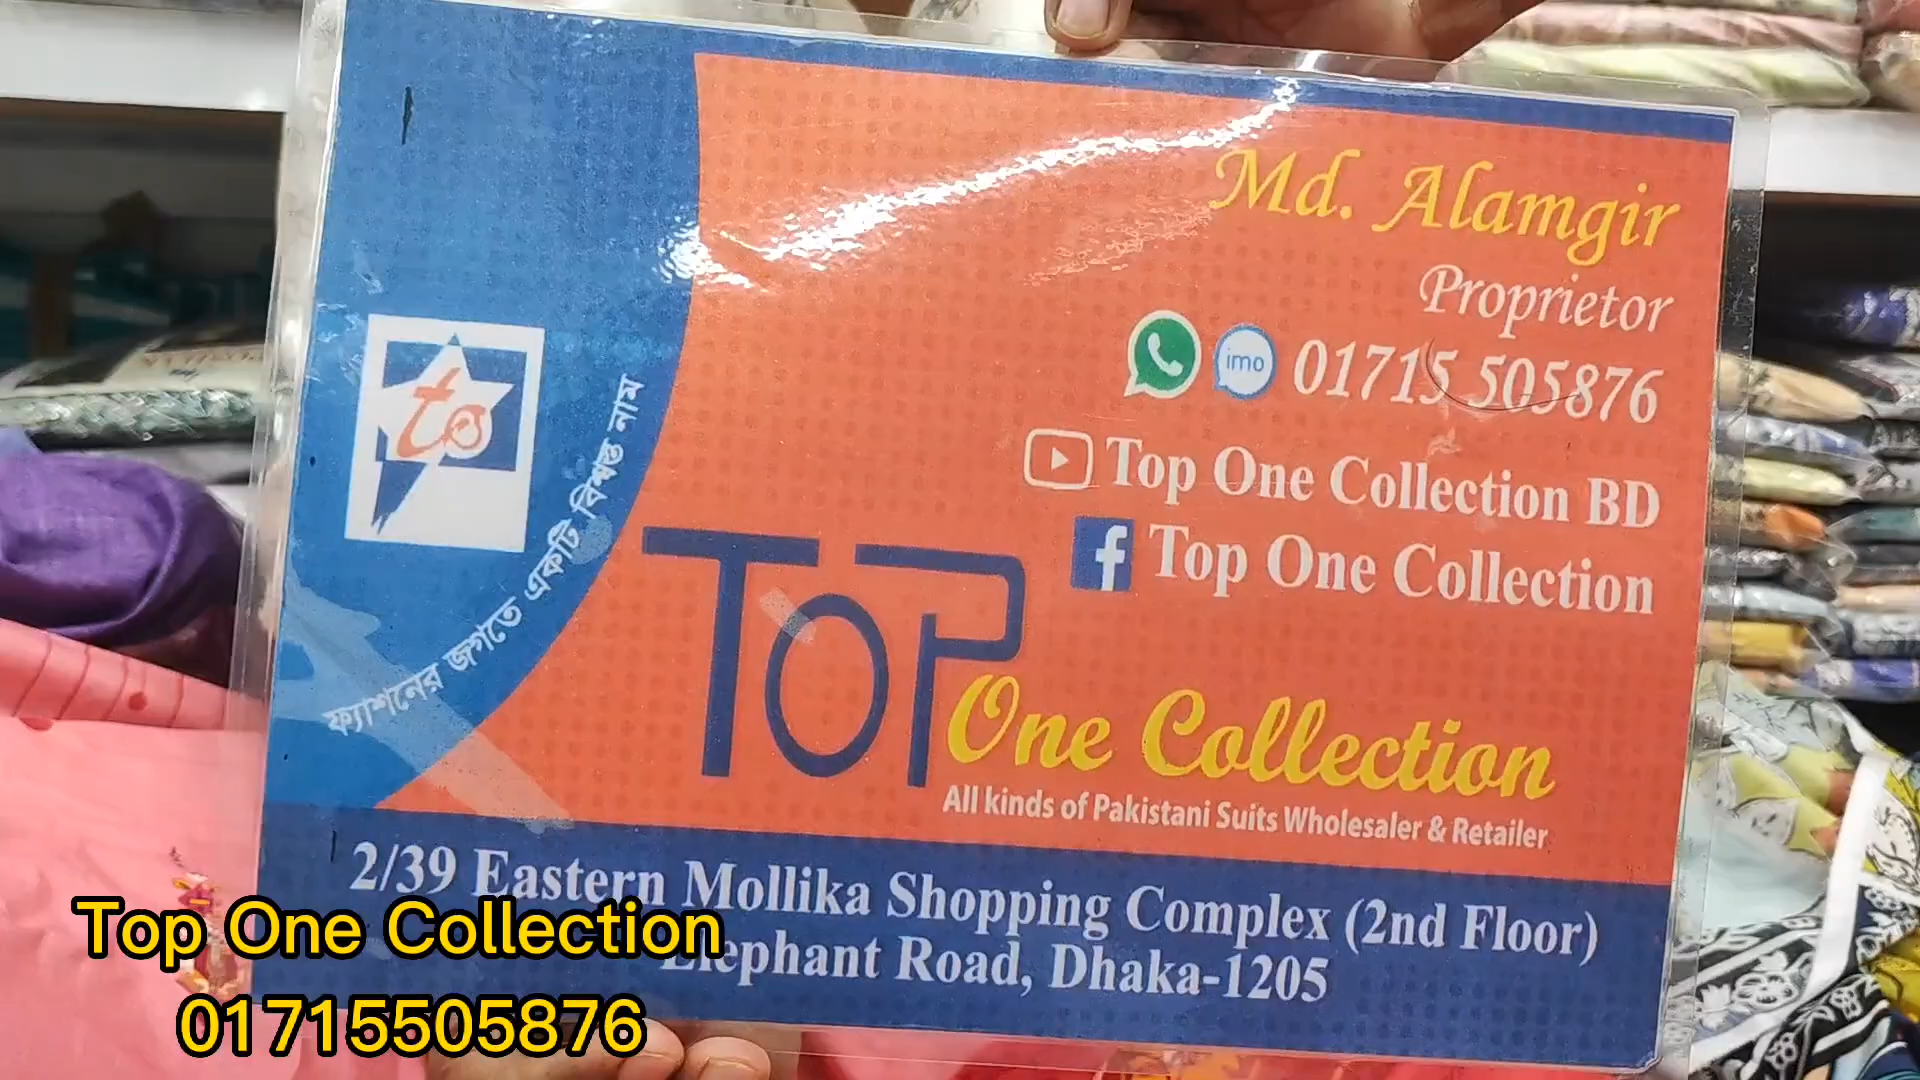 Md. Alamgir
Proprietor
imo 01715 505876
Top One Collection BD
f Top One Collection
to
ফ্যাশনের জগতে একটি বিশ্বস্ত নাম
TOP One Collection
All kinds of Pakistani Suits Wholesaler & Retailer
2/39 Eastern Mollika Shopping Complex (2nd Floor)
Elephant Road, Dhaka-1205
Top One Collection
01715505876